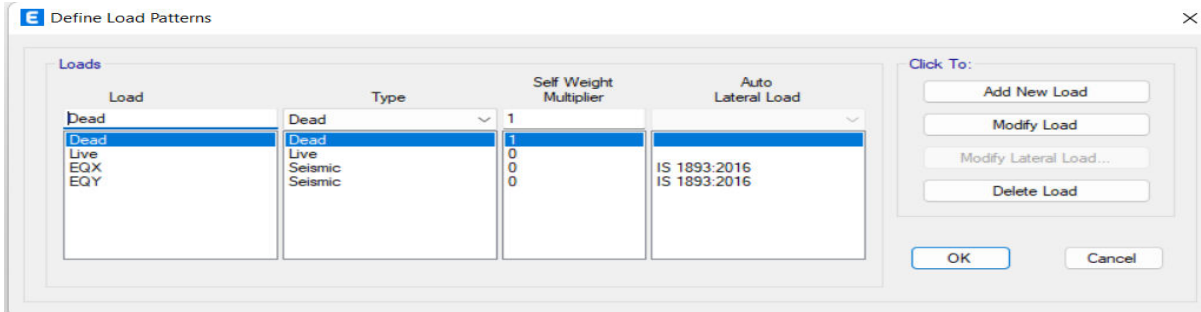 E Define Load Patterns
Loads
Click To:
Load Type Self Weight Multiplier Auto Lateral Load
Dead Dead 1
Dead Dead 1
Live Live 0
EQX Seismic 0 IS 1893:2016
EQY Seismic 0 IS 1893:2016
Add New Load
Modify Load
Modify Lateral Load...
Delete Load
OK Cancel